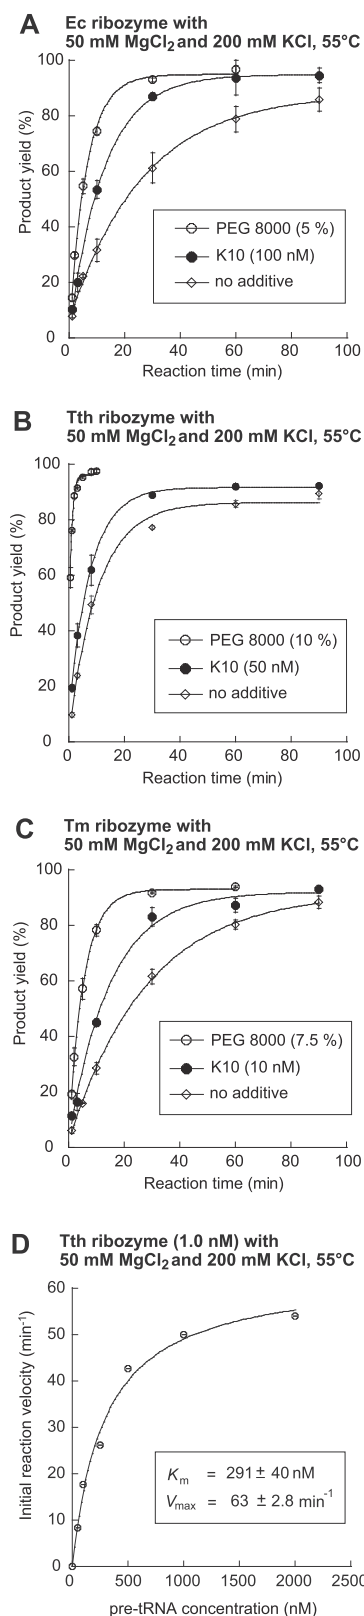 A Ec ribozyme with
50 mM MgCl2 and 200 mM KCl, 55°C
Product yield (%)
100
80
60
40
20
0
PEG 8000 (5 %)
K10 (100 nM)
no additive
0 20 40 60 80 100
Reaction time (min)
B Tth ribozyme with
50 mM MgCl2 and 200 mM KCl, 55°C
Product yield (%)
100
80
60
40
20
0
PEG 8000 (10 %)
K10 (50 nM)
no additive
0 20 40 60 80 100
Reaction time (min)
C Tm ribozyme with
50 mM MgCl2 and 200 mM KCl, 55°C
Product yield (%)
100
80
60
40
20
0
PEG 8000 (7.5 %)
K10 (10 nM)
no additive
0 20 40 60 80 100
Reaction time (min)
D Tth ribozyme (1.0 nM) with
50 mM MgCl2 and 200 mM KCl, 55°C
Initial reaction velocity (min-1)
60
50
40
30
20
10
0
Km = 291 ± 40 nM
Vmax = 63 ± 2.8 min-1
0 500 1000 1500 2000 2500
pre-tRNA concentration (nM)